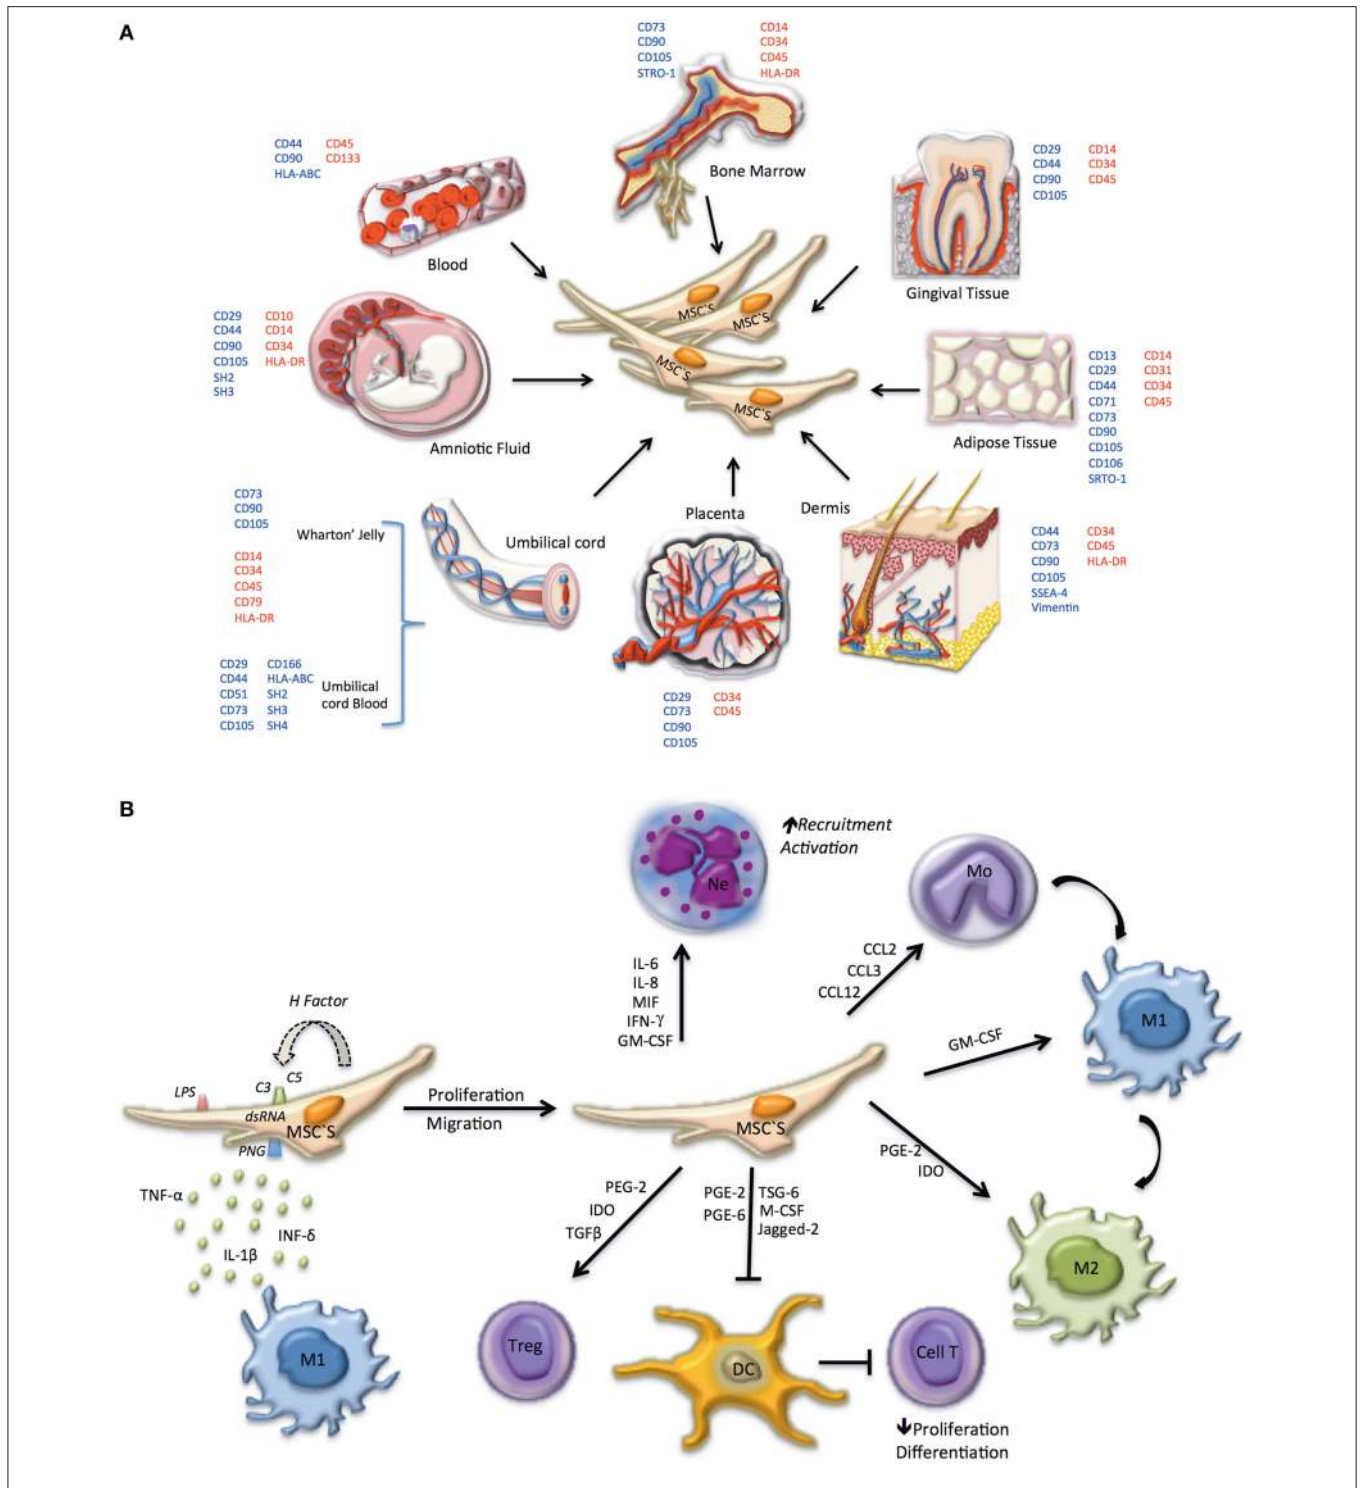 A
CD73 CD14
CD90 CD34
CD105 CD45
STRO-1 HLA-DR
Bone Marrow
CD44 CD45
CD90 CD133
HLA-ABC
Blood
CD29 CD14
CD44 CD34
CD90 CD45
CD105
Gingival Tissue
MSC`S
MSC`S
MSC`S
MSC`S
CD29 CD10
CD44 CD14
CD90 CD34
CD105 HLA-DR
SH2
SH3
Amniotic Fluid
CD13 CD14
CD29 CD31
CD44 CD34
CD71 CD45
CD73
CD90
CD105
CD106
SRTO-1
Adipose Tissue
CD73
CD90
CD105
Wharton' Jelly
CD14
CD34
CD45
CD79
HLA-DR
Umbilical cord
CD29 CD166
CD44 HLA-ABC
CD51 SH2
CD73 SH3
CD105 SH4
Umbilical
cord Blood
Placenta
CD29 CD34
CD73 CD45
CD90
CD105
Dermis
CD44 CD34
CD73 CD45
CD90 HLA-DR
CD105
SSEA-4
Vimentin
B
Ne
Recruitment
Activation
Mo
IL-6
IL-8
MIF
IFN-γ
GM-CSF
CCL2
CCL3
CCL12
M1
GM-CSF
H Factor
LPS
C3
C5
dsRNA
MSC`S
PNG
Proliferation
Migration
MSC`S
PGE-2
IDO
TNF-α
INF-δ
IL-1β
M1
PEG-2
IDO
TGFβ
PGE-2
PGE-6
TSG-6
M-CSF
Jagged-2
M2
Treg
DC
Cell T
Proliferation
Differentiation